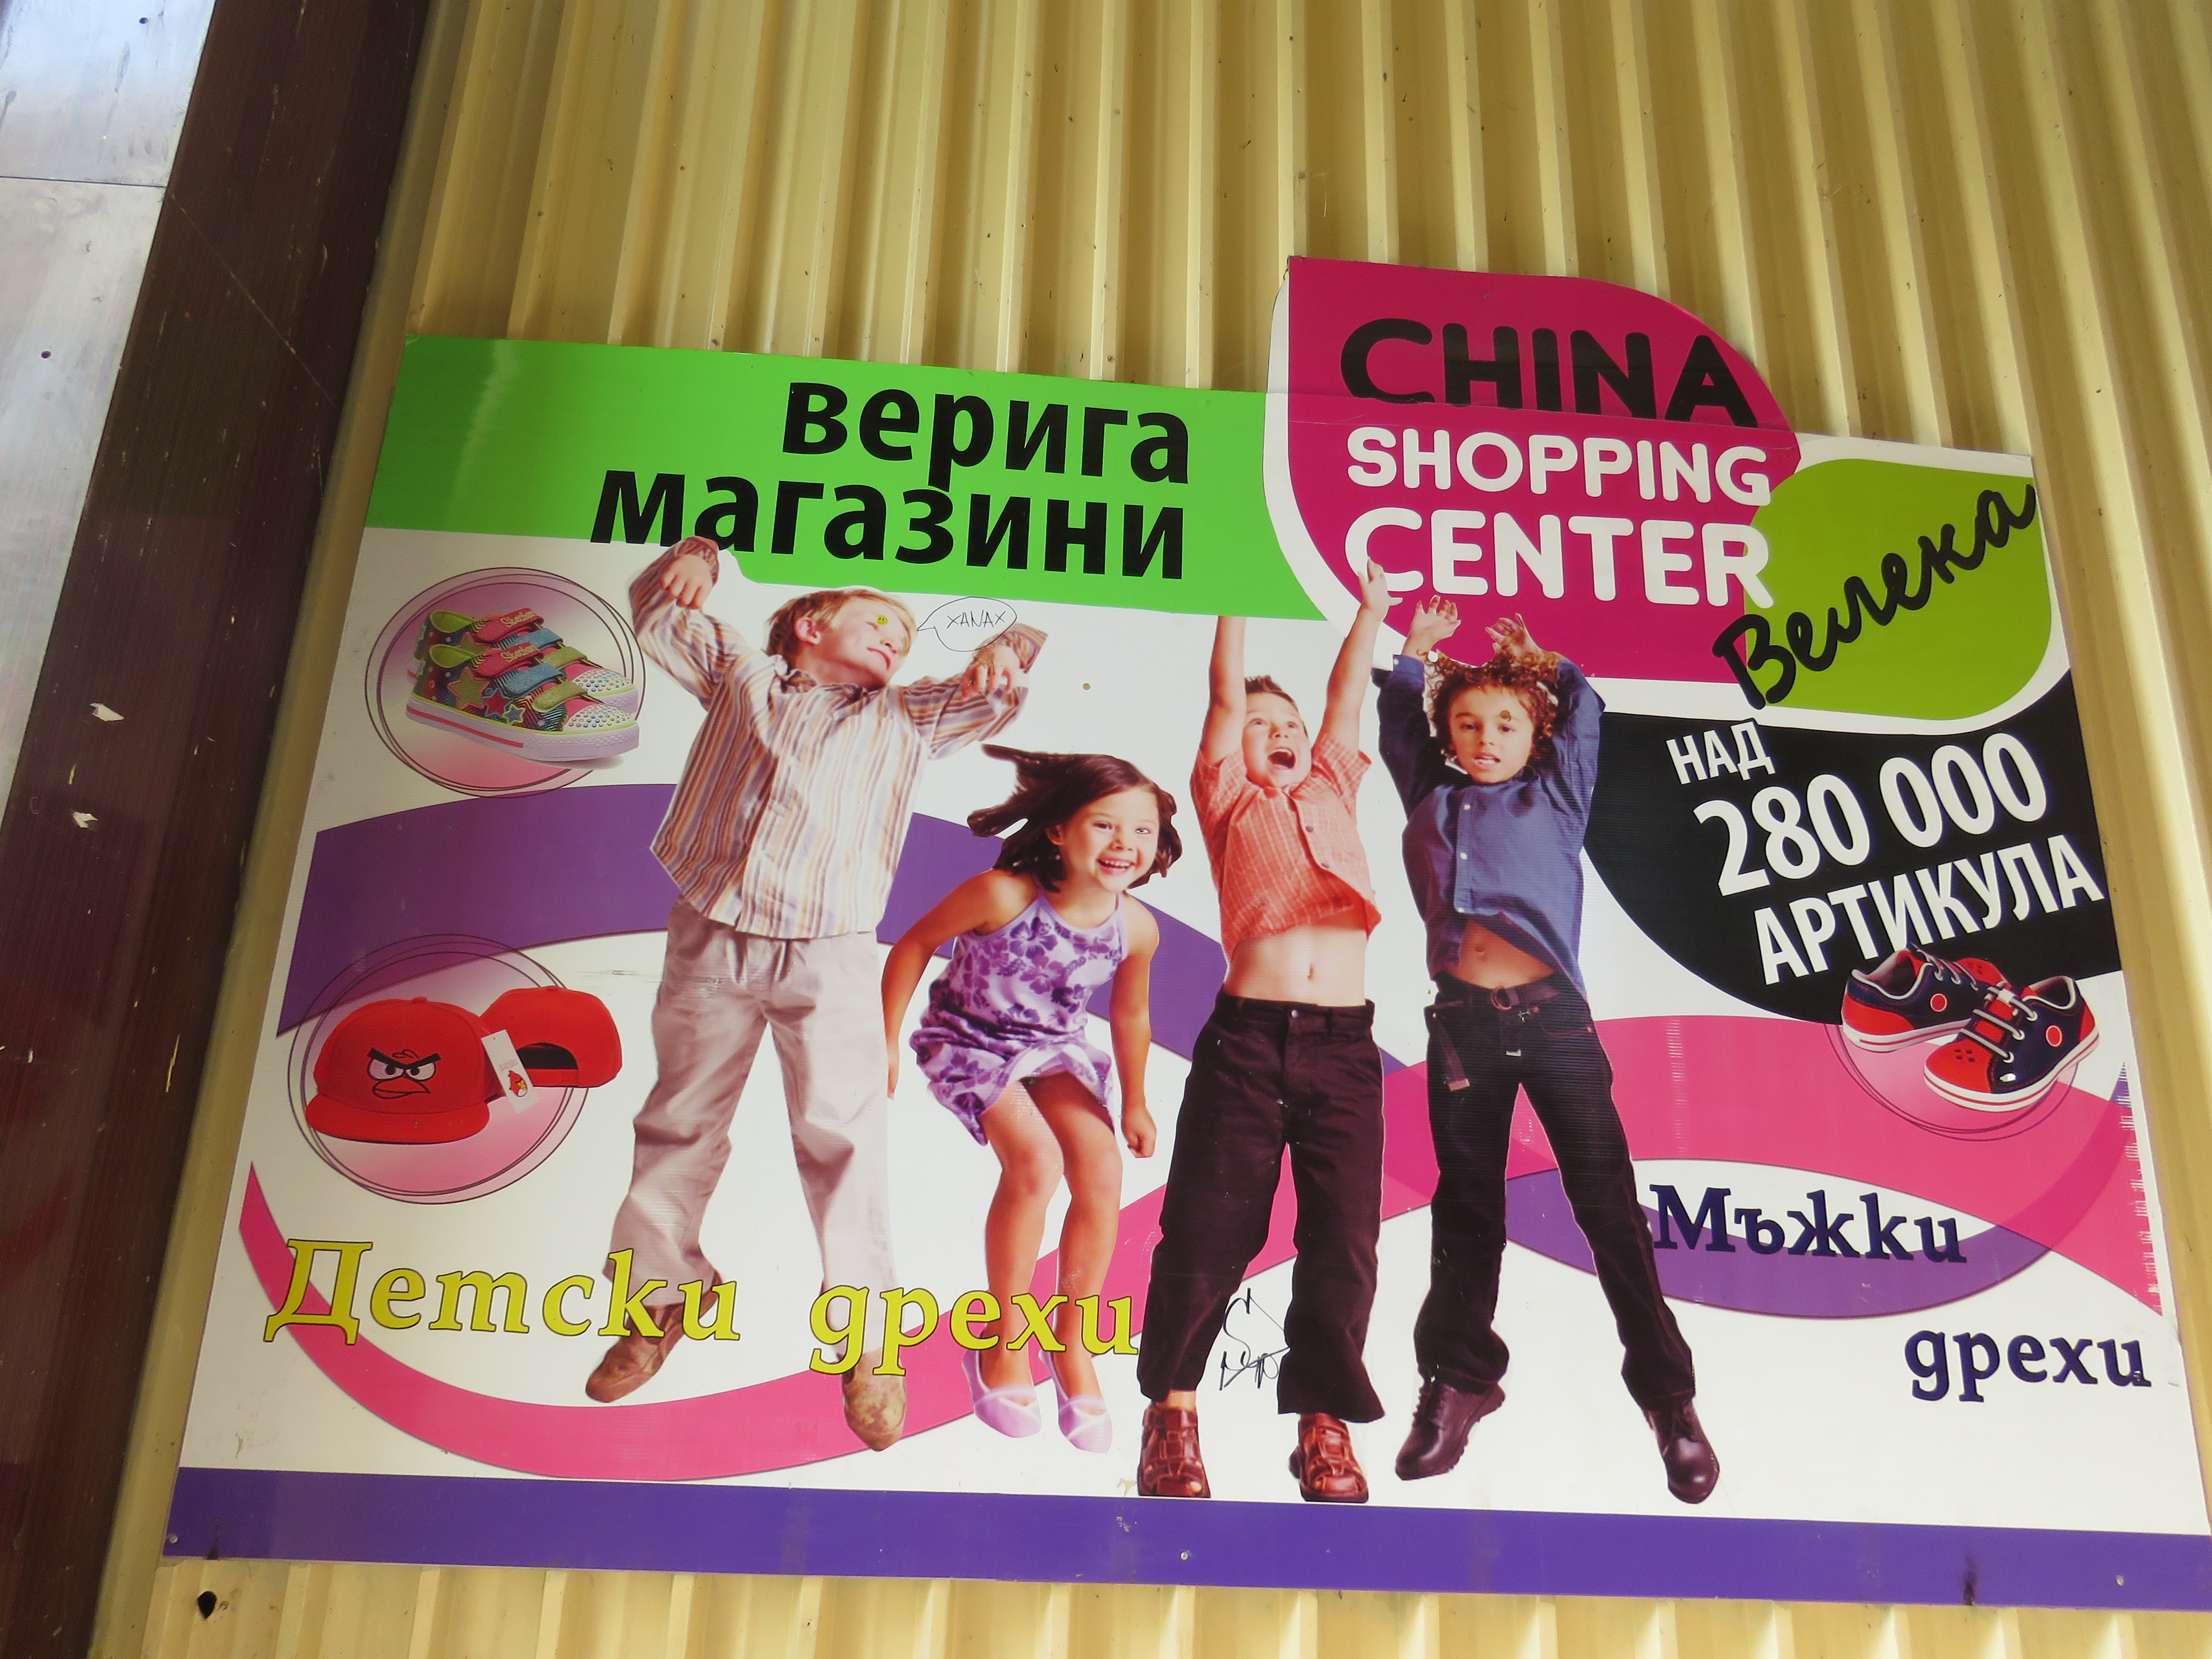 верига
магазини
CHINA
SHOPPING
CENTER
Велека
XANAX
НАД
280 000
АРТИКУЛА
Детски дрехи
Мъжки
дрехи